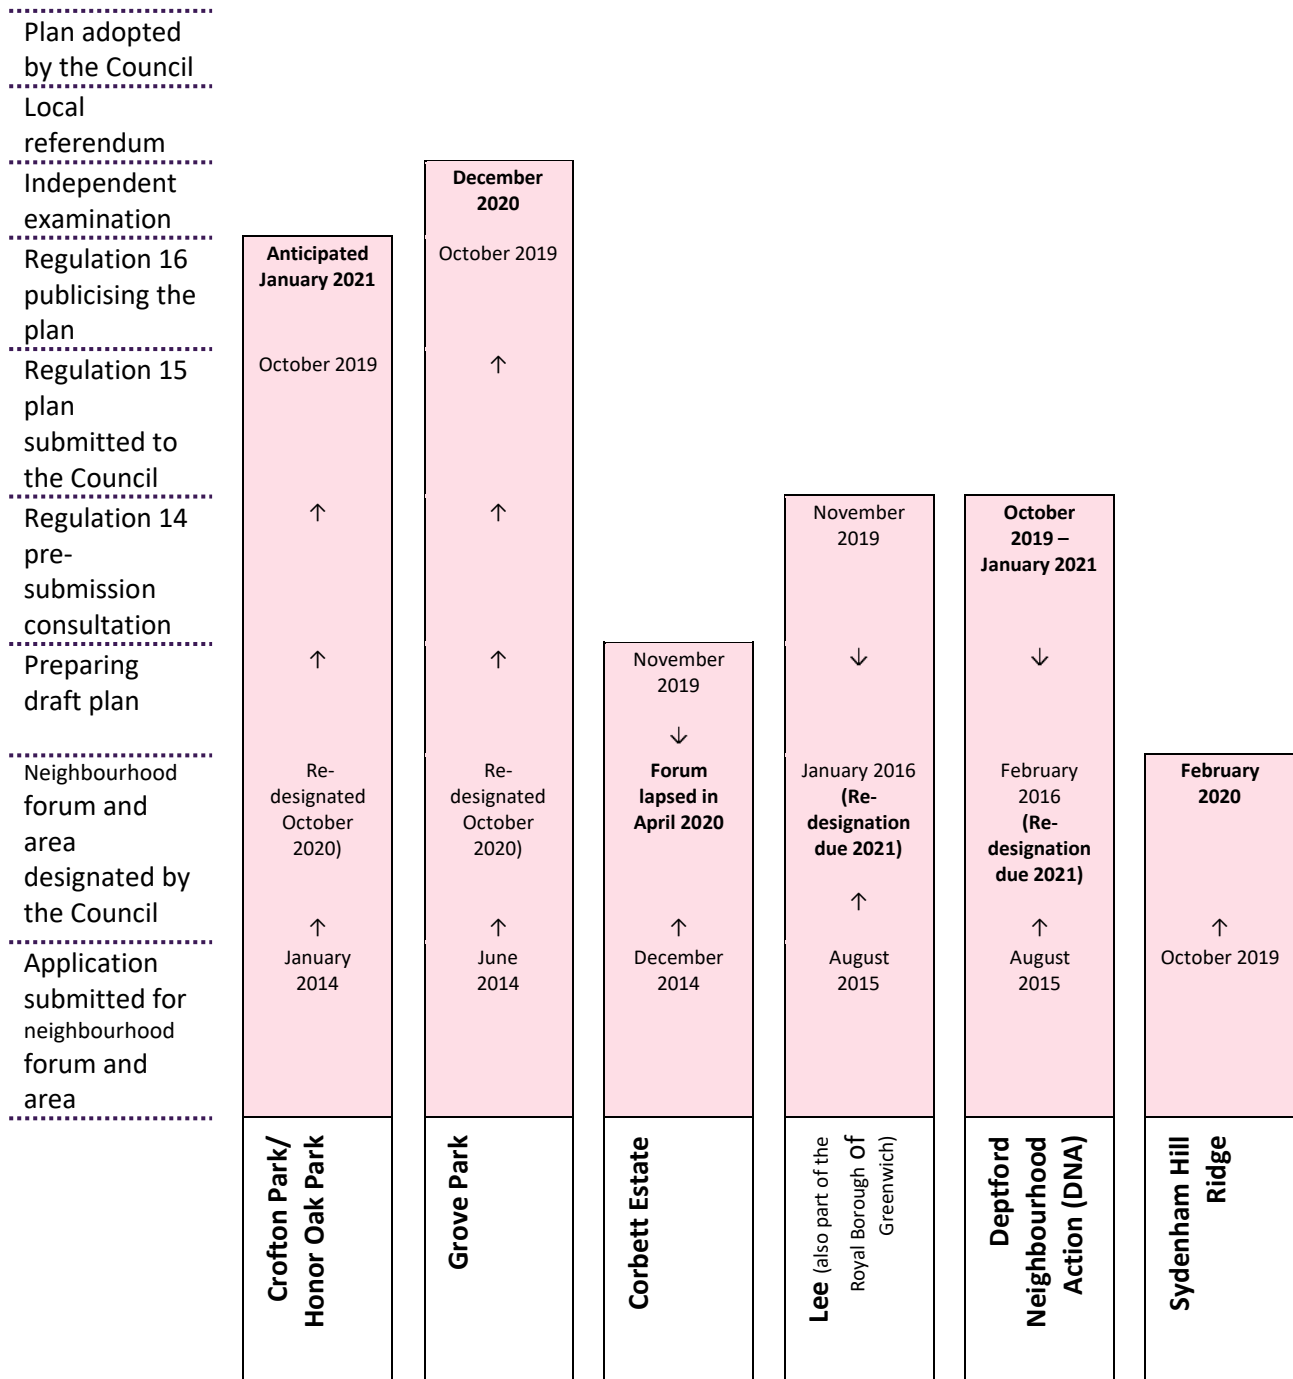 Plan adopted
by the Council
Local
referendum
Independent
examination
Regulation 16
publicising the
plan
Regulation 15
plan
submitted to
the Council
Regulation 14
pre-
submission
consultation
Preparing
draft plan
Neighbourhood
forum and
area
designated by
the Council
Application
submitted for
neighbourhood
forum and
area
Anticipated
January 2021
October 2019
↑
↑
Re-
designated
October
2020)
↑
January
2014
Crofton Park/
Honor Oak Park
December
2020
October 2019
↑
↑
↑
Re-
designated
October
2020)
↑
June
2014
Grove Park
November
2019
↓
Forum
lapsed in
April 2020
↑
December
2014
Corbett Estate
November
2019
↓
January 2016
(Re-
designation
due 2021)
↑
August
2015
Lee (also part of the
Royal Borough of
Greenwich)
October
2019 –
January 2021
↓
February
2016
(Re-
designation
due 2021)
↑
August
2015
Deptford
Neighbourhood
Action (DNA)
February
2020
↑
October 2019
Sydenham Hill
Ridge